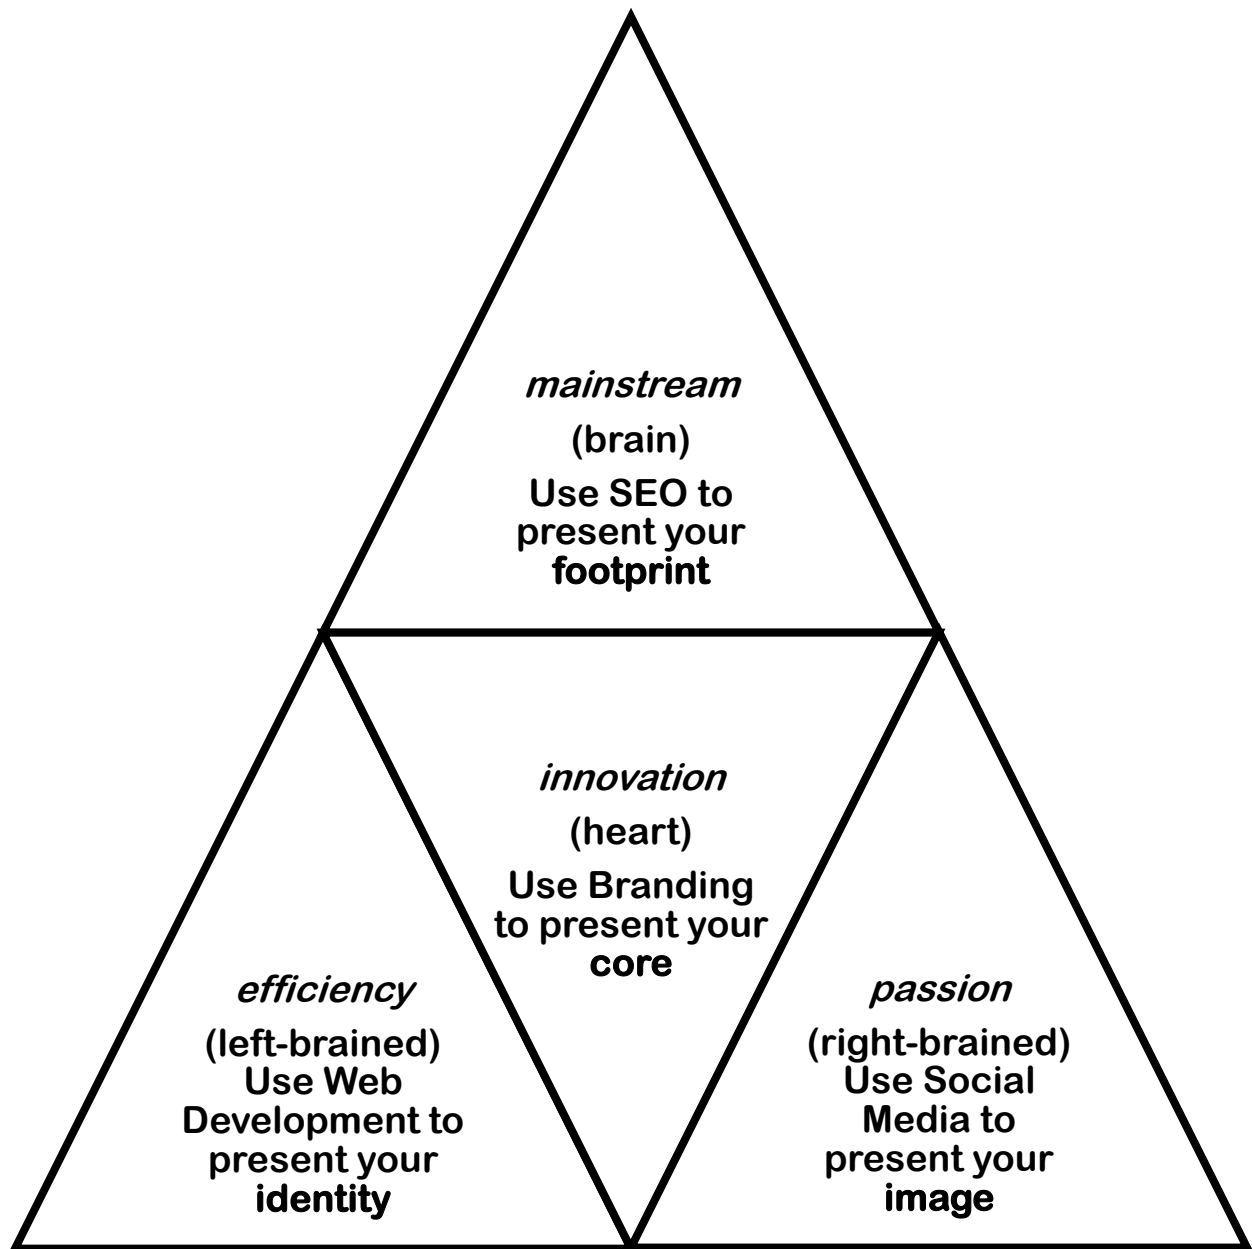 mainstream
(brain)
Use SEO to
present your
footprint
innovation
(heart)
Use Branding
to present your
core
efficiency
(left-brained)
Use Web
Development to
present your
identity
passion
(right-brained)
Use Social
Media to
present your
image